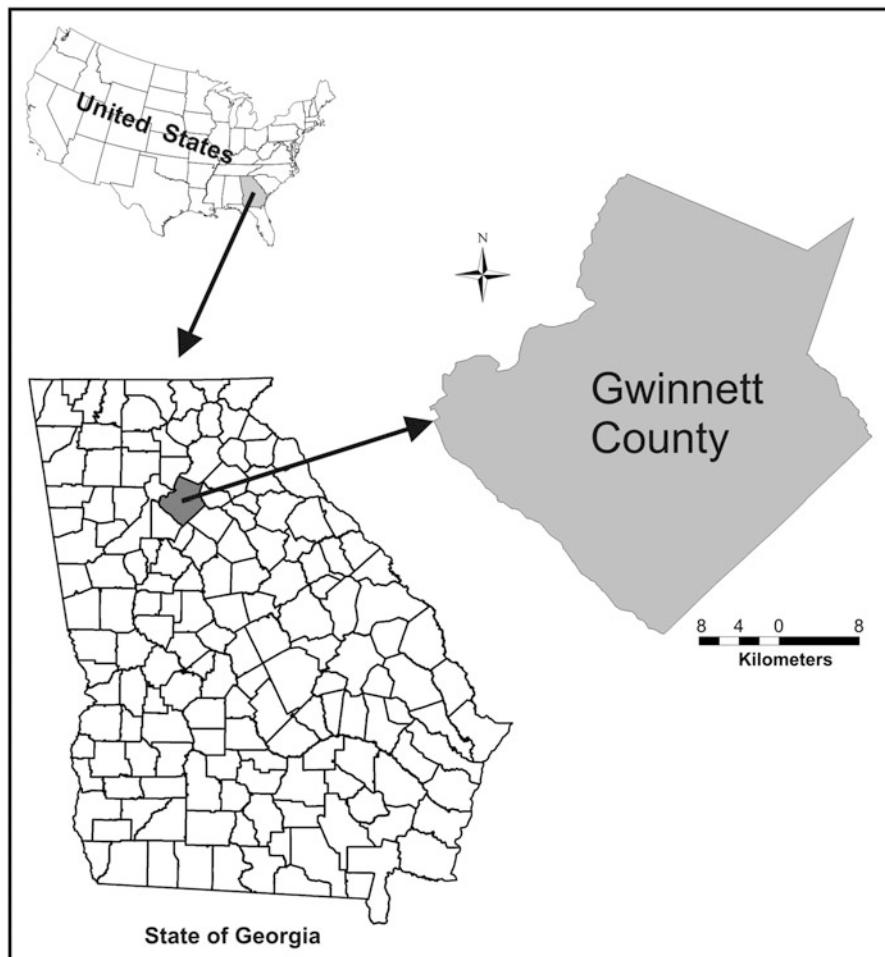 United States
N
Gwinnett
County
8 4 0 8
Kilometers
State of Georgia